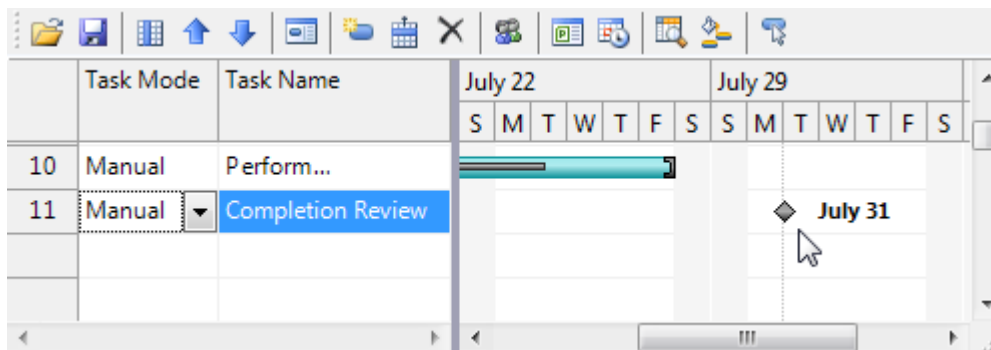 Task Mode Task Name July 22 July 29
S M T W T F S S M T W T F S
10 Manual Perform...
11 Manual Completion Review July 31